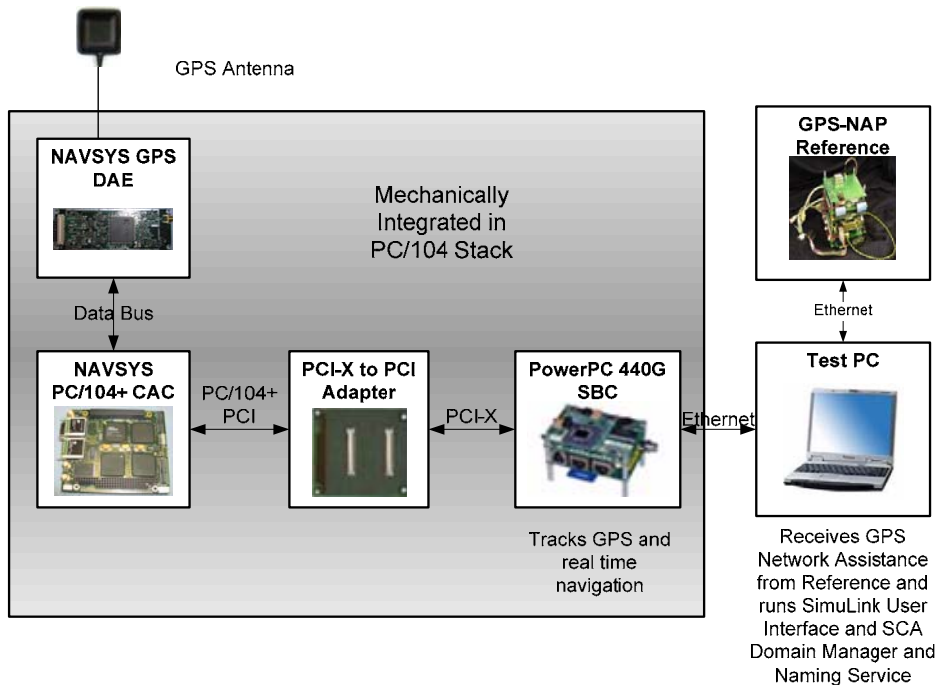 GPS Antenna
NAVSYS GPS
DAE
Mechanically
Integrated in
PC/104 Stack
GPS-NAP
Reference
Data Bus
Ethernet
NAVSYS
PC/104+ CAC
PC/104+
PCI
PCI-X to PCI
Adapter
PCI-X
PowerPC 440G
SBC
Ethernet
Test PC
Tracks GPS and
real time
navigation
Receives GPS
Network Assistance
from Reference and
runs SimuLink User
Interface and SCA
Domain Manager and
Naming Service